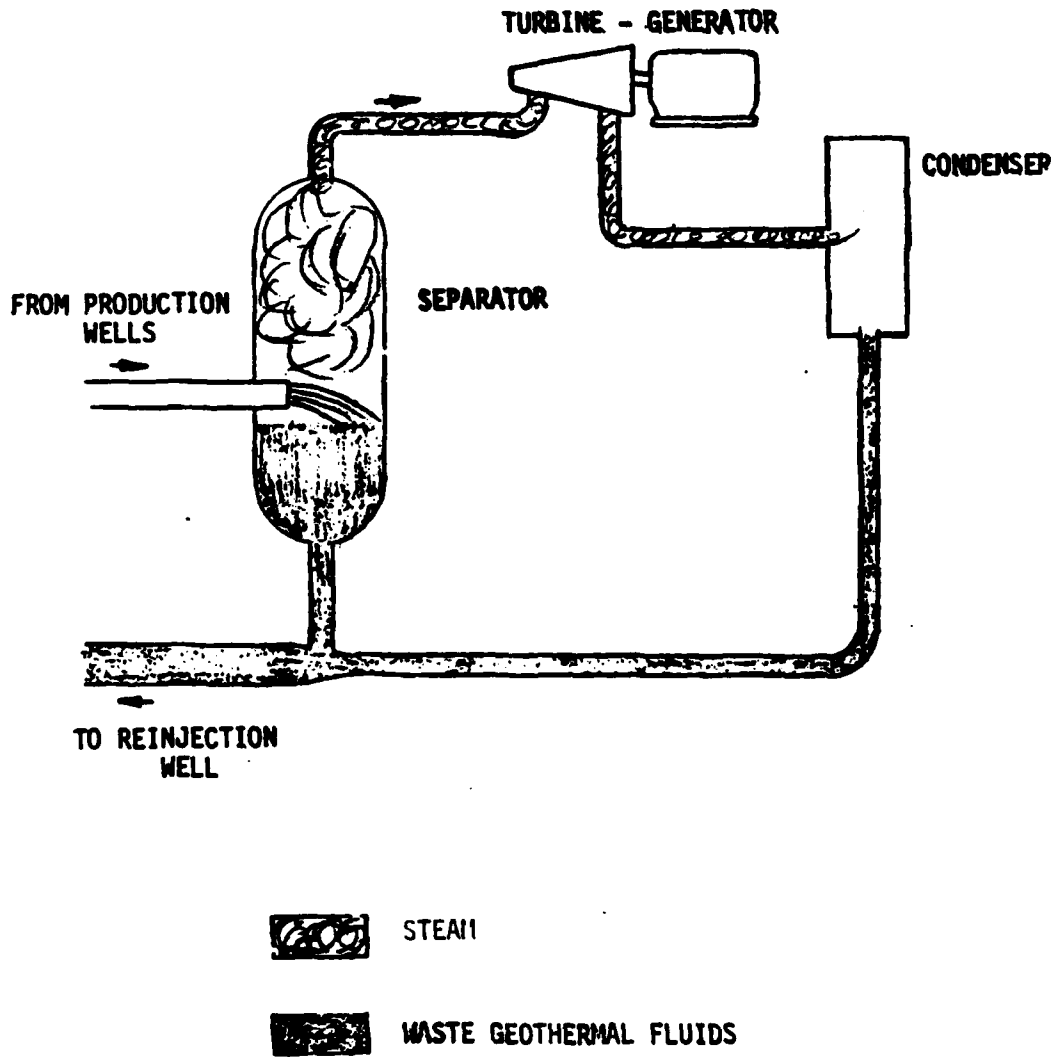 TURBINE - GENERATOR
CONDENSER
FROM PRODUCTION
WELLS
SEPARATOR
TO REINJECTION
WELL
STEAM
WASTE GEOTHERMAL FLUIDS